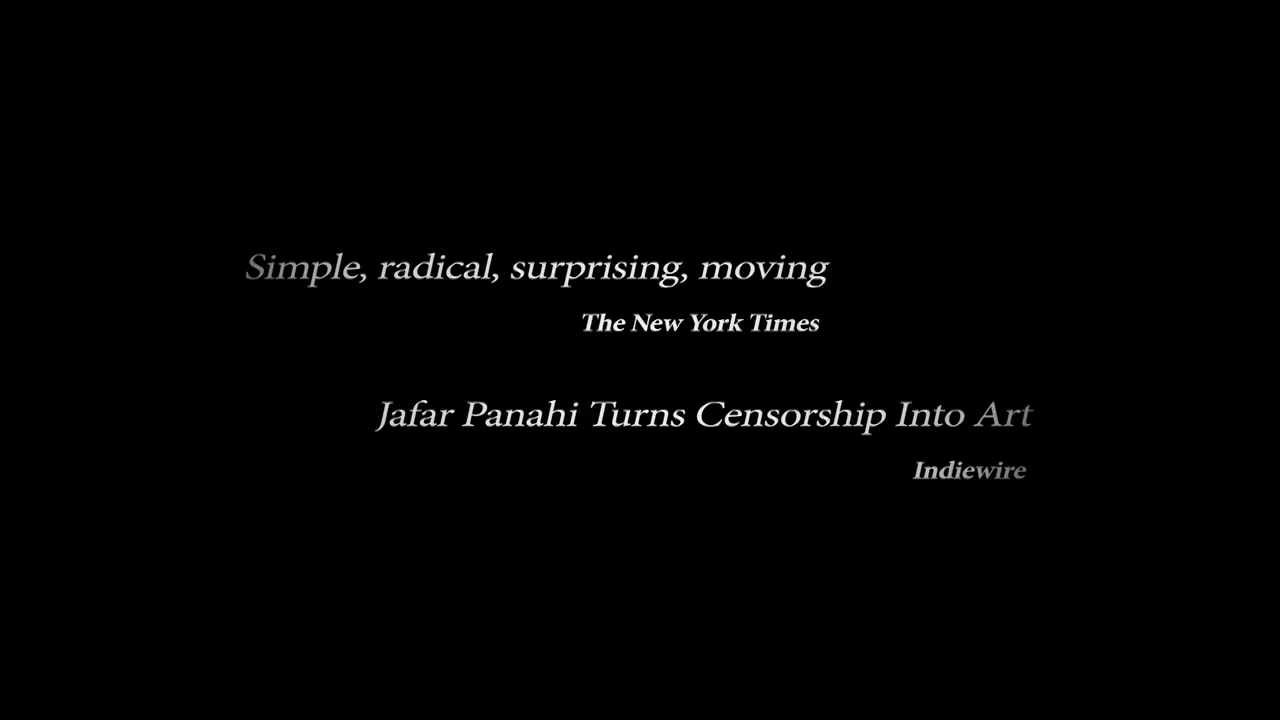 Simple, radical, surprising, moving
The New York Times
Jafar Panahi Turns Censorship Into Art
Indiewire